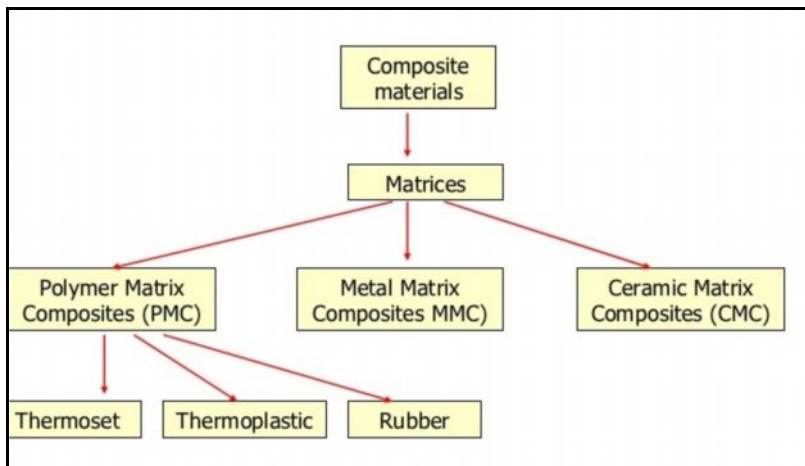 Composite
materials
Matrices
Polymer Matrix
Composites (PMC)
Metal Matrix
Composites MMC)
Ceramic Matrix
Composites (CMC)
Thermoset
Thermoplastic
Rubber